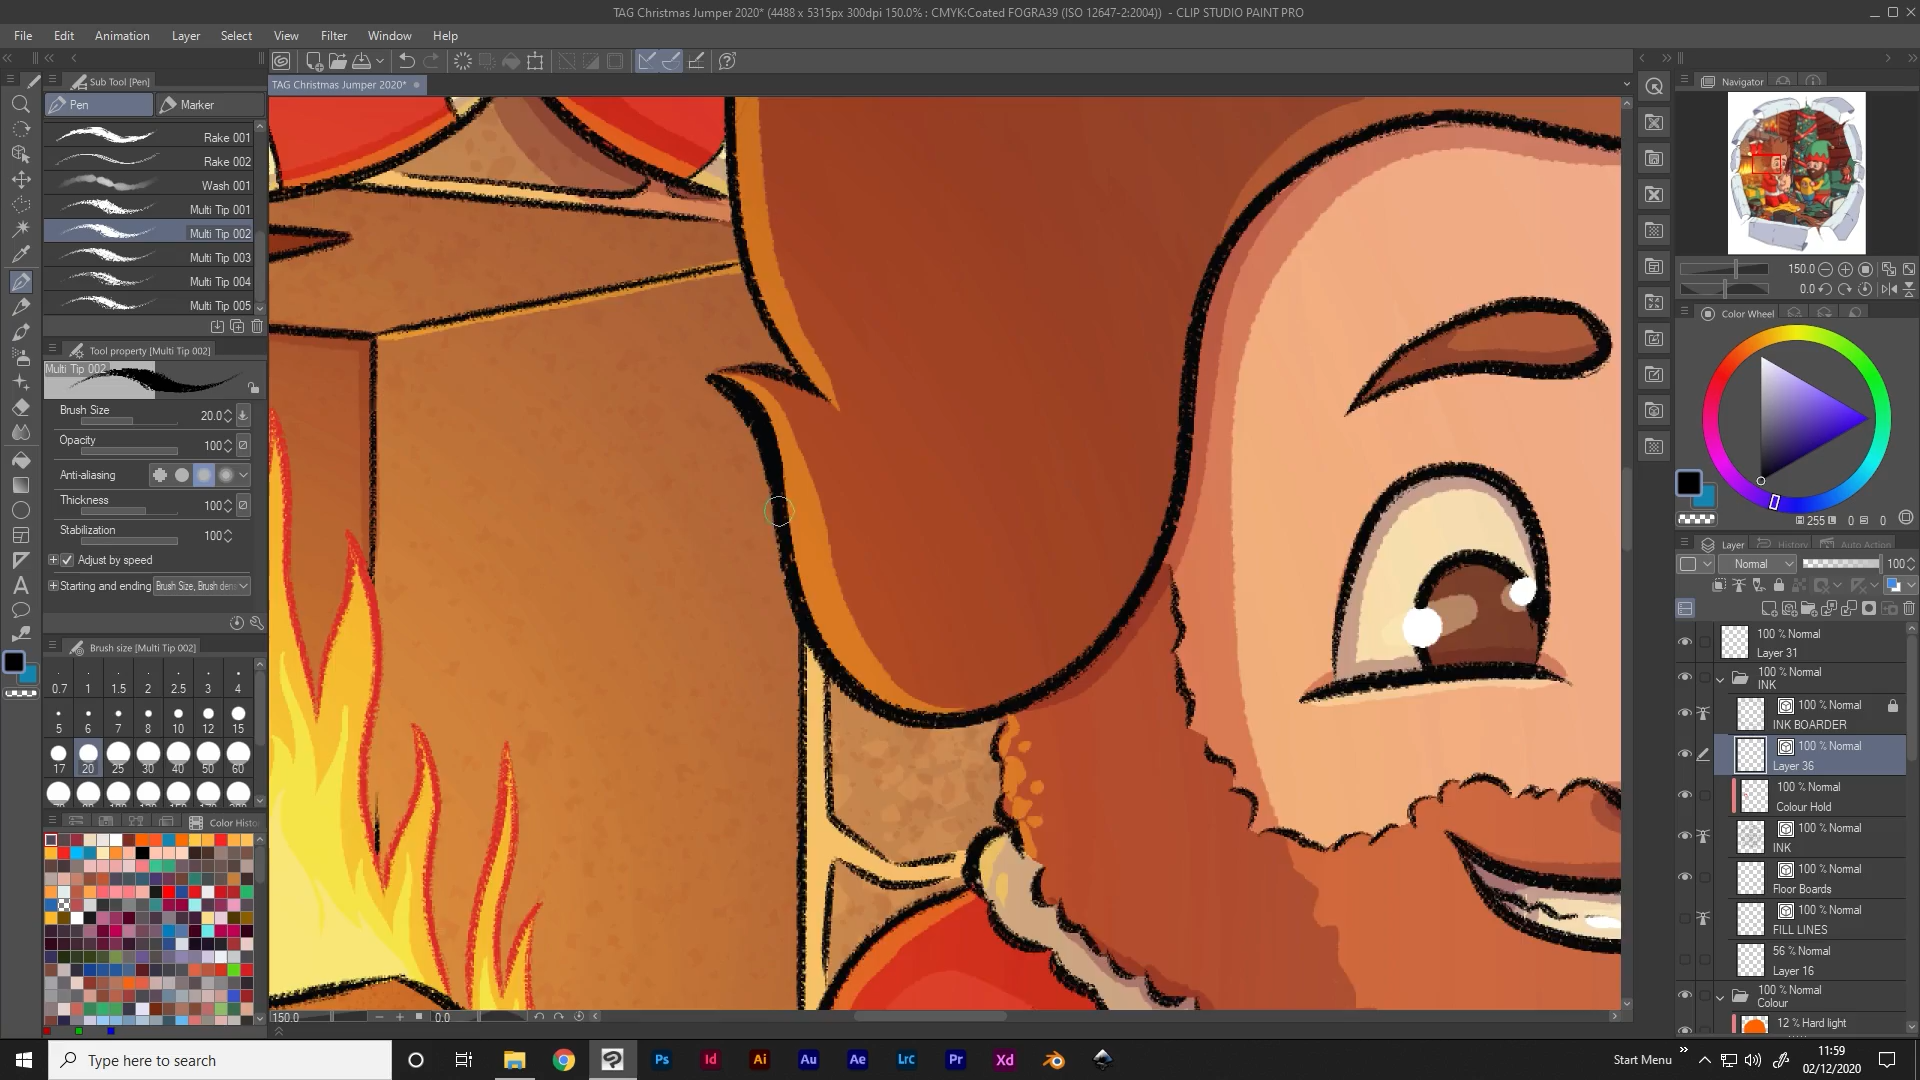 TAG Christmas Jumper 2020* (4488 x 5315px 300dpi 150.0% : CMYK:Coated FOGRA39 (ISO 12647-2:2004)) - CLIP STUDIO PAINT PRO
File Edit Animation Layer Select View Filter Window Help
Sub Tool [Pen]
TAG Christmas Jumper 2020*
Navigator
Pen Marker
Rake 001
Rake 002
Wash 001
Multi Tip 001
Multi Tip 002
Multi Tip 003
Multi Tip 004
Multi Tip 005
150.0
0.0
Color Wheel
Tool property [Multi Tip 002]
Multi Tip 002
Brush Size 20.0
Opacity 100
Anti-aliasing
Thickness 100
Stabilization 100
Adjust by speed
Starting and ending Brush Size, Brush dens
255 0 0
Layer History Auto Action
Normal 100
Brush size [Multi Tip 002]
0.7 1 1.5 2 2.5 3 4
5 6 7 8 10 12 15
17 20 25 30 40 50 60
Color Histo
100 % Normal
Layer 31
100 % Normal
INK
100 % Normal
INK BOARDER
100 % Normal
Layer 36
100 % Normal
Colour Hold
100 % Normal
INK
100 % Normal
Floor Boards
100 % Normal
FILL LINES
56 % Normal
Layer 16
100 % Normal
Colour
12 % Hard light
150.0 0.0
Type here to search
Ps Id Ai Au Ae Lrc Pr Xd
Start Menu
11:59
02/12/2020